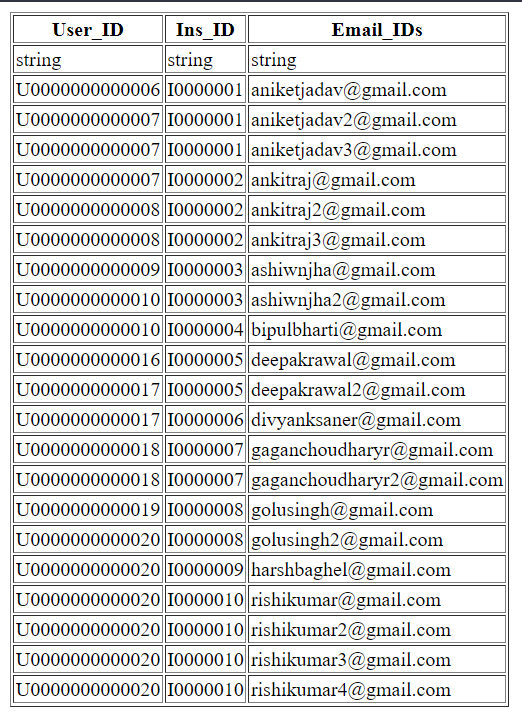 User_ID Ins_ID Email_IDs
string string string
U0000000000006 I0000001 aniketjadav@gmail.com
U0000000000007 I0000001 aniketjadav2@gmail.com
U0000000000007 I0000001 aniketjadav3@gmail.com
U0000000000007 I0000002 ankitraj@gmail.com
U0000000000008 I0000002 ankitraj2@gmail.com
U0000000000008 I0000002 ankitraj3@gmail.com
U0000000000009 I0000003 ashiwnjha@gmail.com
U0000000000010 I0000003 ashiwnjha2@gmail.com
U0000000000010 I0000004 bipulbharti@gmail.com
U0000000000016 I0000005 deepakrawal@gmail.com
U0000000000017 I0000005 deepakrawal2@gmail.com
U0000000000017 I0000006 divyanksaner@gmail.com
U0000000000018 I0000007 gaganchoudharyr@gmail.com
U0000000000018 I0000007 gaganchoudharyr2@gmail.com
U0000000000019 I0000008 golusingh@gmail.com
U0000000000020 I0000008 golusingh2@gmail.com
U0000000000020 I0000009 harshbaghel@gmail.com
U0000000000020 I0000010 rishikumar@gmail.com
U0000000000020 I0000010 rishikumar2@gmail.com
U0000000000020 I0000010 rishikumar3@gmail.com
U0000000000020 I0000010 rishikumar4@gmail.com